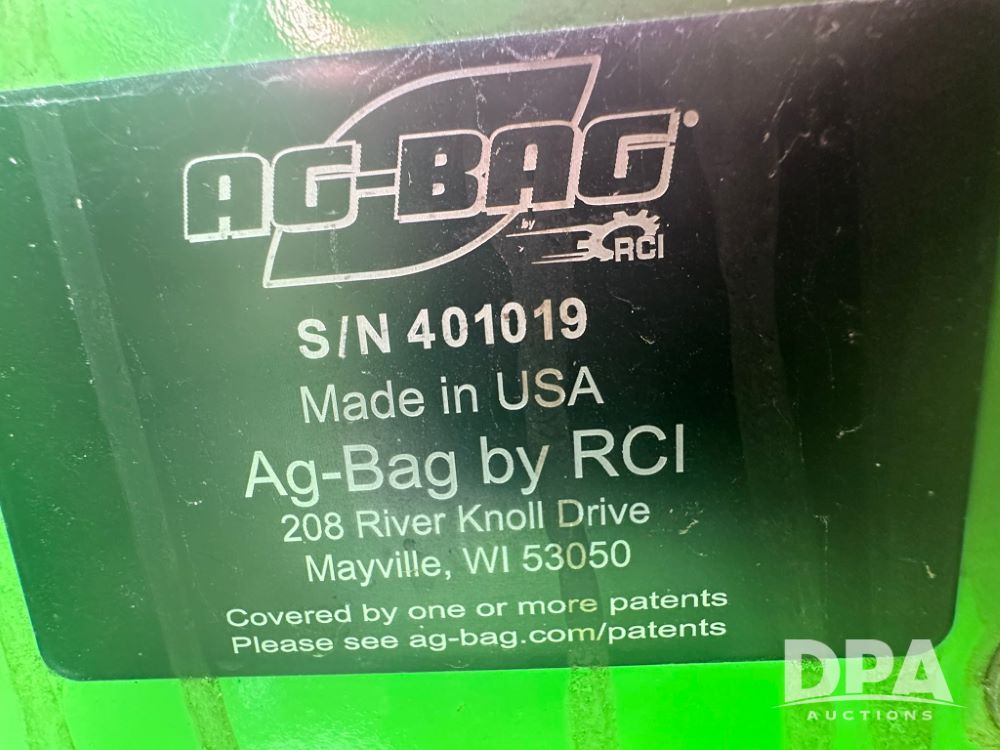 AG-BAG®
by RCI
S/N 401019
Made in USA
Ag-Bag by RCI
208 River Knoll Drive
Mayville, WI 53050
Covered by one or more patents
Please see ag-bag.com/patents
DPA
AUCTIONS